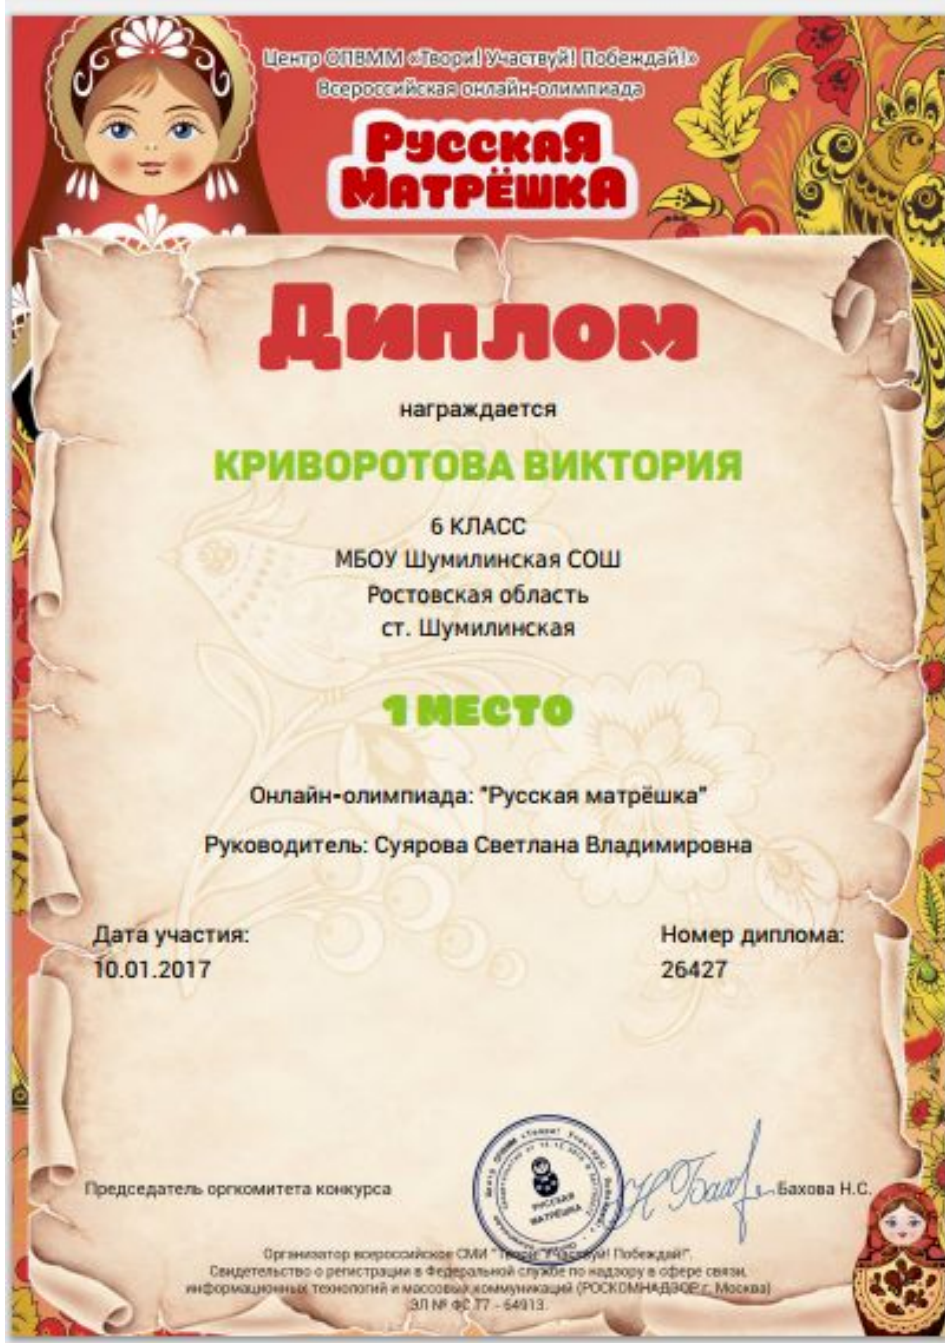 Центр ОПВММ «Твори! Участвуй! Побеждай!»
Всероссийская онлайн-олимпиада
Русская
Матрёшка
Диплом
награждается
КРИВОРОТОВА ВИКТОРИЯ
6 КЛАСС
МБОУ Шумилинская СОШ
Ростовская область
ст. Шумилинская
1 МЕСТО
Онлайн-олимпиада: "Русская матрёшка"
Руководитель: Суярова Светлана Владимировна
Дата участия:
10.01.2017
Номер диплома:
26427
Председатель оргкомитета конкурса
РУССКАЯ
МАТРЁШКА
Бахова Н.С.
Организатор всероссийское СМИ "Твори! Участвуй! Побеждай!".
Свидетельство о регистрации в Федеральной службе по надзору в сфере связи,
информационных технологий и массовых коммуникаций (РОСКОМНАДЗОР г. Москва)
ЭЛ № ФС 77 - 64913.